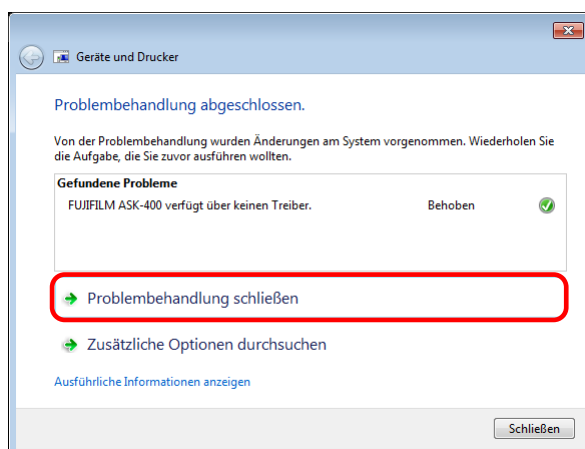 Geräte und Drucker
Problembehandlung abgeschlossen.
Von der Problembehandlung wurden Änderungen am System vorgenommen. Wiederholen Sie
die Aufgabe, die Sie zuvor ausführen wollten.
Gefundene Probleme
FUJIFILM ASK-400 verfügt über keinen Treiber. Behoben
Problembehandlung schließen
Zusätzliche Optionen durchsuchen
Ausführliche Informationen anzeigen
Schließen